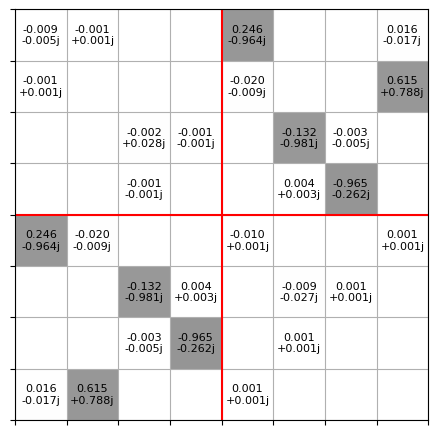 -0.009 -0.001 0.246 0.016
-0.005j +0.001j -0.964j -0.017j
-0.001 -0.020 0.615
+0.001j -0.009j +0.788j
-0.002 -0.001 -0.132 -0.003
+0.028j -0.001j -0.981j -0.005j
-0.001 0.004 -0.965
-0.001j +0.003j -0.262j
0.246 -0.020 -0.010 0.001
-0.964j -0.009j +0.001j +0.001j
-0.132 0.004 -0.009 0.001
-0.981j +0.003j -0.027j +0.001j
-0.003 -0.965 0.001
-0.005j -0.262j +0.001j
0.016 0.615 0.001
-0.017j +0.788j +0.001j